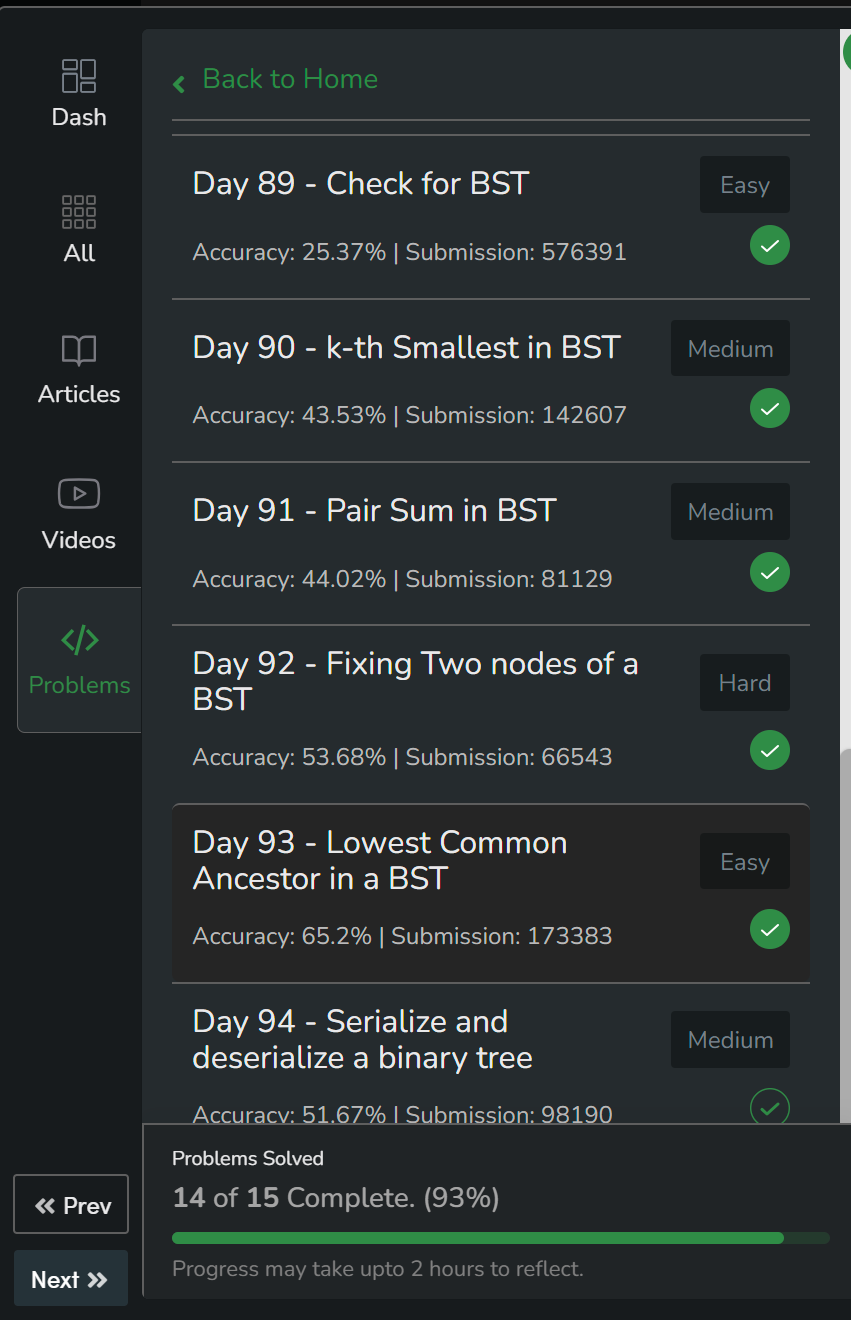 Dash
All
Articles
Videos
Problems
Prev
Next
Back to Home
Day 89 - Check for BST
Easy
Accuracy: 25.37% | Submission: 576391
Day 90 - k-th Smallest in BST
Medium
Accuracy: 43.53% | Submission: 142607
Day 91 - Pair Sum in BST
Medium
Accuracy: 44.02% | Submission: 81129
Day 92 - Fixing Two nodes of a
BST
Hard
Accuracy: 53.68% | Submission: 66543
Day 93 - Lowest Common
Ancestor in a BST
Easy
Accuracy: 65.2% | Submission: 173383
Day 94 - Serialize and
deserialize a binary tree
Medium
Accuracy: 51.67% | Submission: 98190
Problems Solved
14 of 15 Complete. (93%)
Progress may take upto 2 hours to reflect.